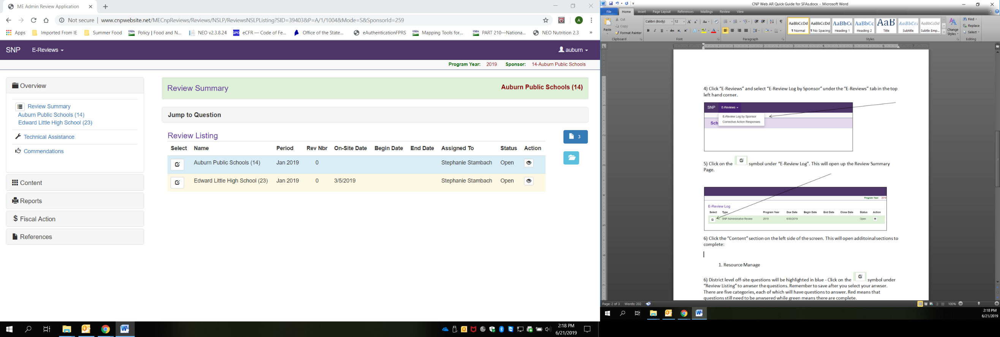 ME Admin Review Application
Not secure | www.cnpwebsite.net/MECnpReviews/Reviews/NSLP/ReviewsNSLPListing?SID=39403&P=A/1/1004&Mode=S&SponsorId=259
A
Apps Imported From IE Summer Food USDA Policy | Food and N... NEO v2.3.8.24 GPO eCFR — Code of Fe... Office of the State... eAuthenticationFPRS USDA Mapping Tools for... USDA PART 210—Nationa... NEO Nutrition 2.3 »
SNP E-Reviews auburn
Program Year: 2019 Sponsor: 14-Auburn Public Schools
Overview
Review Summary
Auburn Public Schools (14)
Edward Little High School (23)
Technical Assistance
Commendations
Content
Reports
$ Fiscal Action
References
Review Summary Auburn Public Schools (14)
Jump to Question
Review Listing
3
Select Name Period Rev Nbr On-Site Date Begin Date End Date Assigned To Status Action
Auburn Public Schools (14) Jan 2019 0 Stephanie Stambach Open
Edward Little High School (23) Jan 2019 0 3/5/2019 Stephanie Stambach Open
2:18 PM
6/21/2019
CNP Web AR Quick Guide for SFAs.docx - Microsoft Word
File Home Insert Page Layout References Mailings Review View
Paste
Cut
Copy
Format Painter
Clipboard
Calibri (Body) 12
Font
Paragraph
AaBbCcDd AaBbCcDd AaBbC AaBbCc AaB AaBbCc AaBbCcDd
¶ Normal ¶ No Spacing Heading 1 Heading 2 Title Subtitle Subtle Emp...
Styles
Change Styles
Find
Replace
Select
Editing
4) Click “E-Reviews” and select “E-Review Log by Sponsor” under the “E-Reviews” tab in the top
left hand corner.
SNP E-Reviews
E-Review Log by Sponsor
Corrective Action Responses
Sch
5) Click on the symbol under “E-Review Log”. This will open up the Review Summary
Page.
Program Year: 2019
E-Review Log
Select Type Program Year Due Date Begin Date End Date Close Date Status Action
SNP Administrative Review 2019 6/30/2019 Open
6) Click the “Content” section on the left side of the screen. This will open additoinal sections to
complete:
1. Resource Manage
6) District level off-site questions will be highlighted in blue - Click on the symbol under
“Review Listing” to anwser the questions. Remember to save after you select your anwser.
There are five categories, each of which will have questions to answer. Red means that
questions still need to be anwsered while green means there are complete.
Page: 2 of 3 Words: 202 100%
2:18 PM
6/21/2019